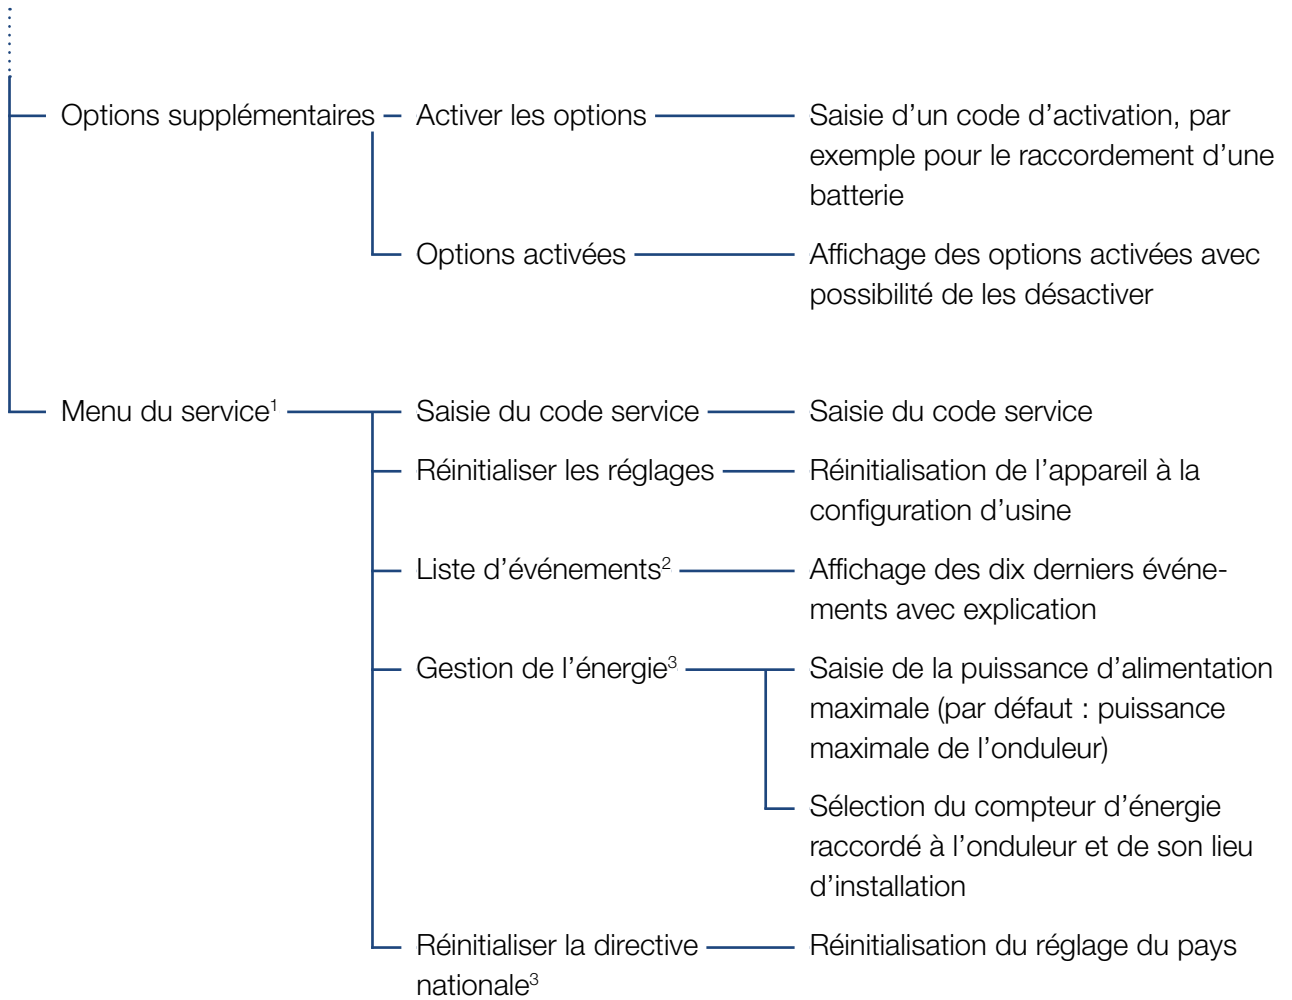 Options supplémentaires
Activer les options
Saisie d’un code d’activation, par
exemple pour le raccordement d’une
batterie
Options activées
Affichage des options activées avec
possibilité de les désactiver
Menu du service¹
Saisie du code service
Saisie du code service
Réinitialiser les réglages
Réinitialisation de l’appareil à la
configuration d’usine
Liste d’événements²
Affichage des dix derniers événe-
ments avec explication
Gestion de l’énergie³
Saisie de la puissance d’alimentation
maximale (par défaut : puissance
maximale de l’onduleur)
Sélection du compteur d’énergie
raccordé à l’onduleur et de son lieu
d’installation
Réinitialiser la directive
nationale³
Réinitialisation du réglage du pays